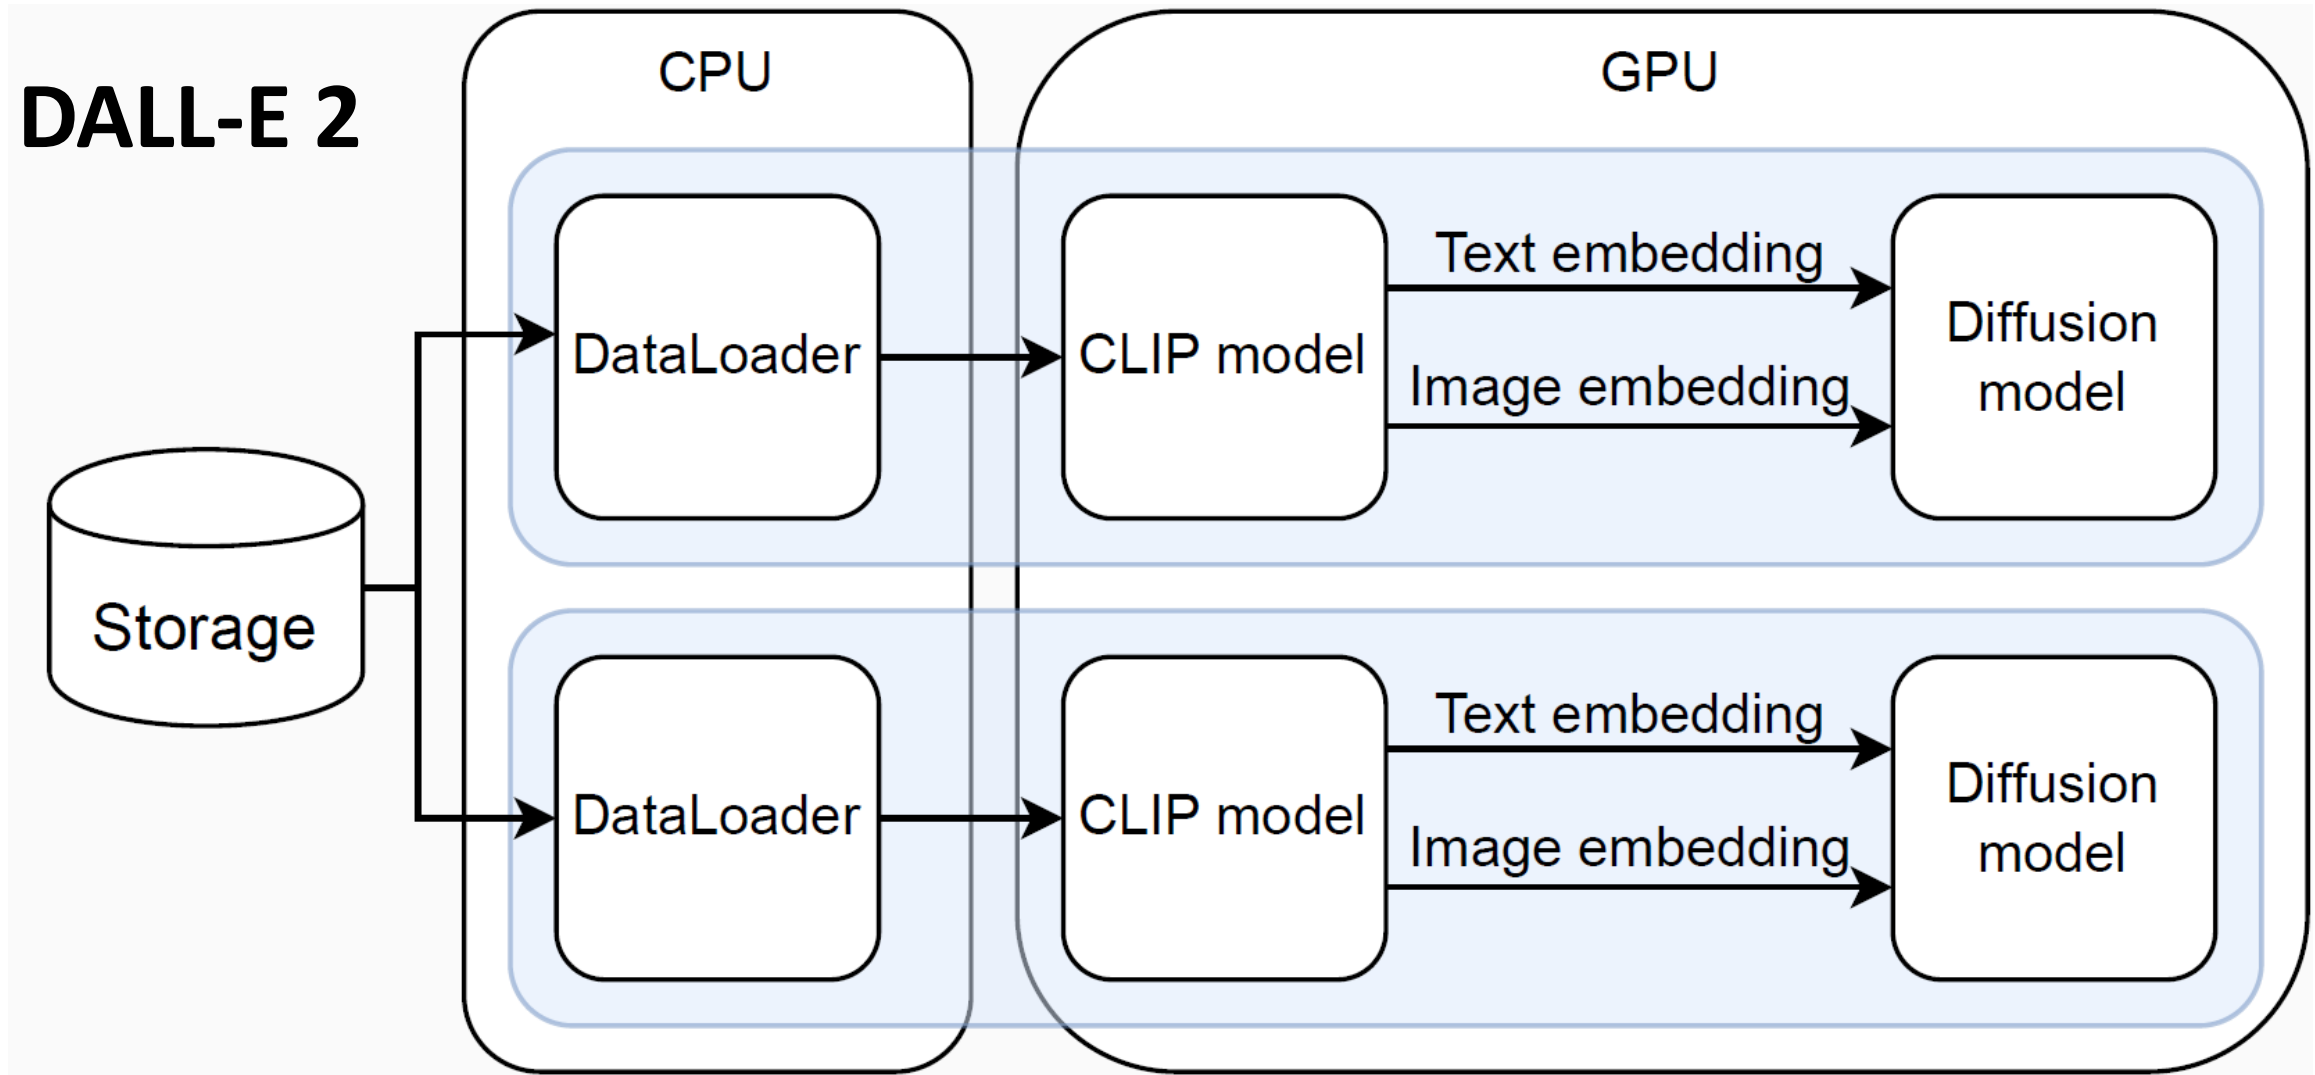 DALL-E 2
CPU
GPU
Storage
DataLoader
CLIP model
Text embedding
Image embedding
Diffusion
model
DataLoader
CLIP model
Text embedding
Image embedding
Diffusion
model